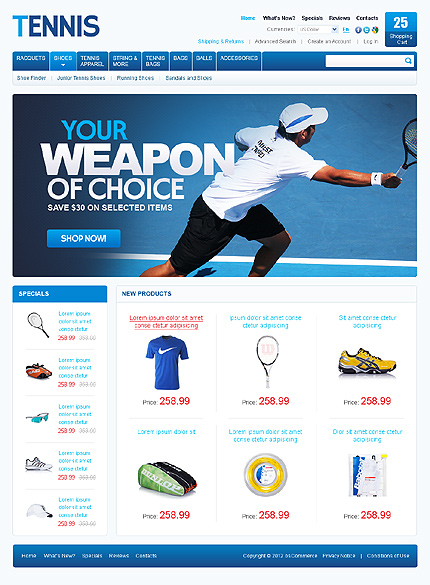 TENNIS
Home What's New? Specials Reviews Contacts
Currencies: US Dollar
Shipping & Returns | Advanced Search | Create an Account | Log In
25
Shopping
Cart
RACQUETS SHOES TENNIS APPAREL STRING & MORE TENNIS BAGS BAGS BALLS ACCESSORIES
Shoe Finder | Junior Tennis Shoes | Running Shoes | Sandals and Slides
YOUR
WEAPON
OF CHOICE
SAVE $30 ON SELECTED ITEMS
SHOP NOW!
SPECIALS
Lorem ipsum
dolor sit amet
conse ctetur
258.99 358.99
Lorem ipsum
dolor sit amet
conse ctetur
258.99 358.99
Lorem ipsum
dolor sit amet
conse ctetur
258.99 358.99
Lorem ipsum
dolor sit amet
conse ctetur
258.99 358.99
Lorem ipsum
dolor sit amet
conse ctetur
258.99 358.99
NEW PRODUCTS
Lorem ipsum dolor sit amet
conse ctetur adipisicing
Price: 258.99
Ipsum dolor sit amet conse
ctetur adipisicing
Price: 258.99
Sit amet conse ctetur
adipisicing
Price: 258.99
Lorem ipsum dolor sit
DUNLOP
Price: 258.99
Lorem ipsum dolor sit amet
conse ctetur adipisicing
Price: 258.99
Dlor sit amet conse ctetur
adipisicing
Price: 258.99
Home What's New? Specials Reviews Contacts
Copyright © 2012 osCommerce Privacy Notice | Conditions of Use